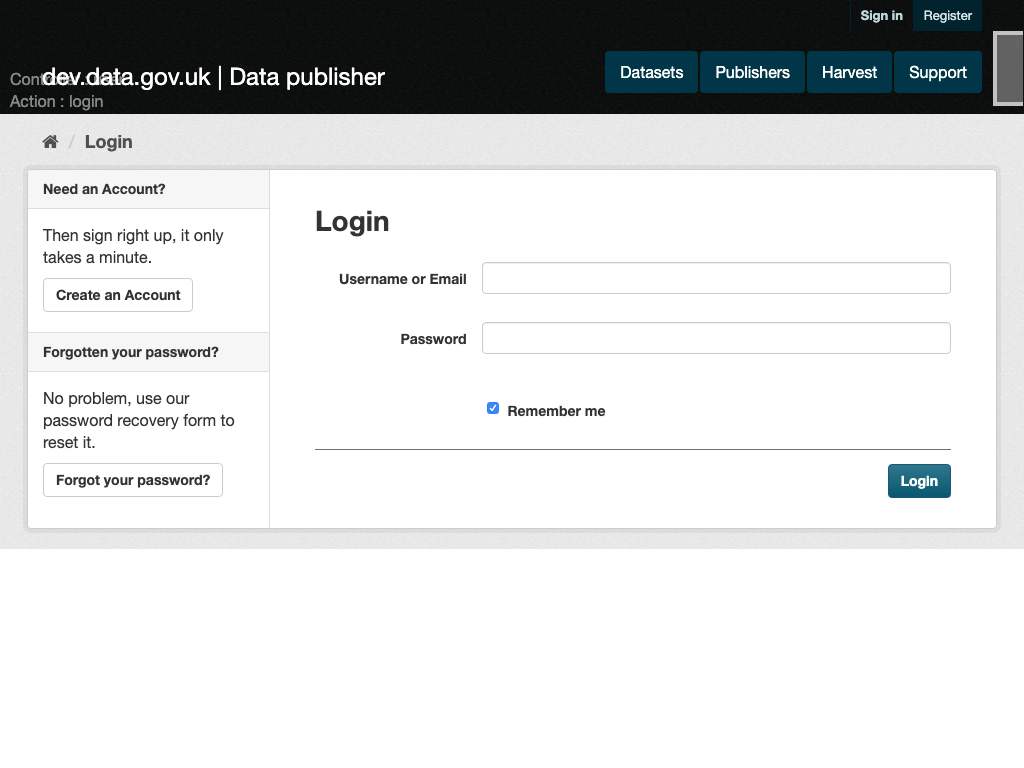 Sign in
Register
dev.data.gov.uk | Data publisher
Action : login
Datasets
Publishers
Harvest
Support
/ Login
Need an Account?
Then sign right up, it only
takes a minute.
Create an Account
Forgotten your password?
No problem, use our
password recovery form to
reset it.
Forgot your password?
Login
Username or Email
Password
Remember me
Login